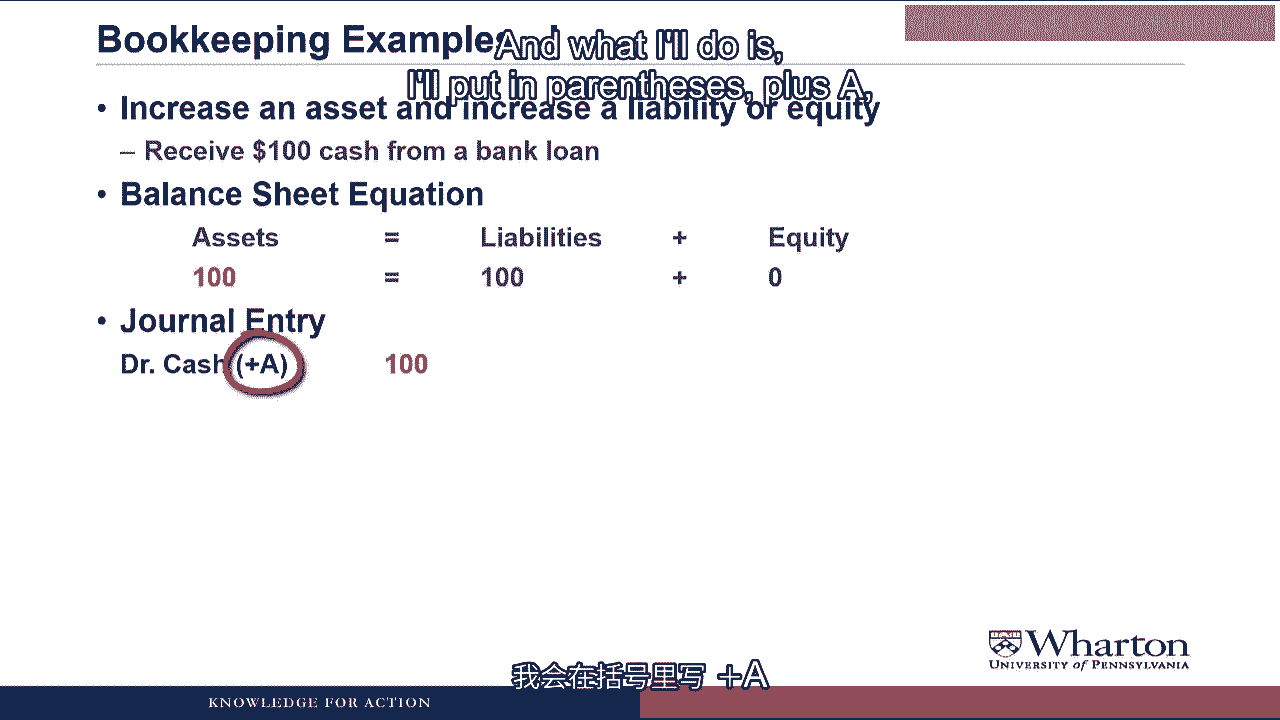 Bookkeeping Example
And what I'll do is,
I'll put in parentheses, plus A,
• Increase an asset and increase a liability or equity
– Receive $100 cash from a bank loan
• Balance Sheet Equation
Assets = Liabilities + Equity
100 = 100 + 0
• Journal Entry
Dr. Cash (+A) 100
Wharton
UNIVERSITY of PENNSYLVANIA
我会在括号里写 +A
KNOWLEDGE FOR ACTION